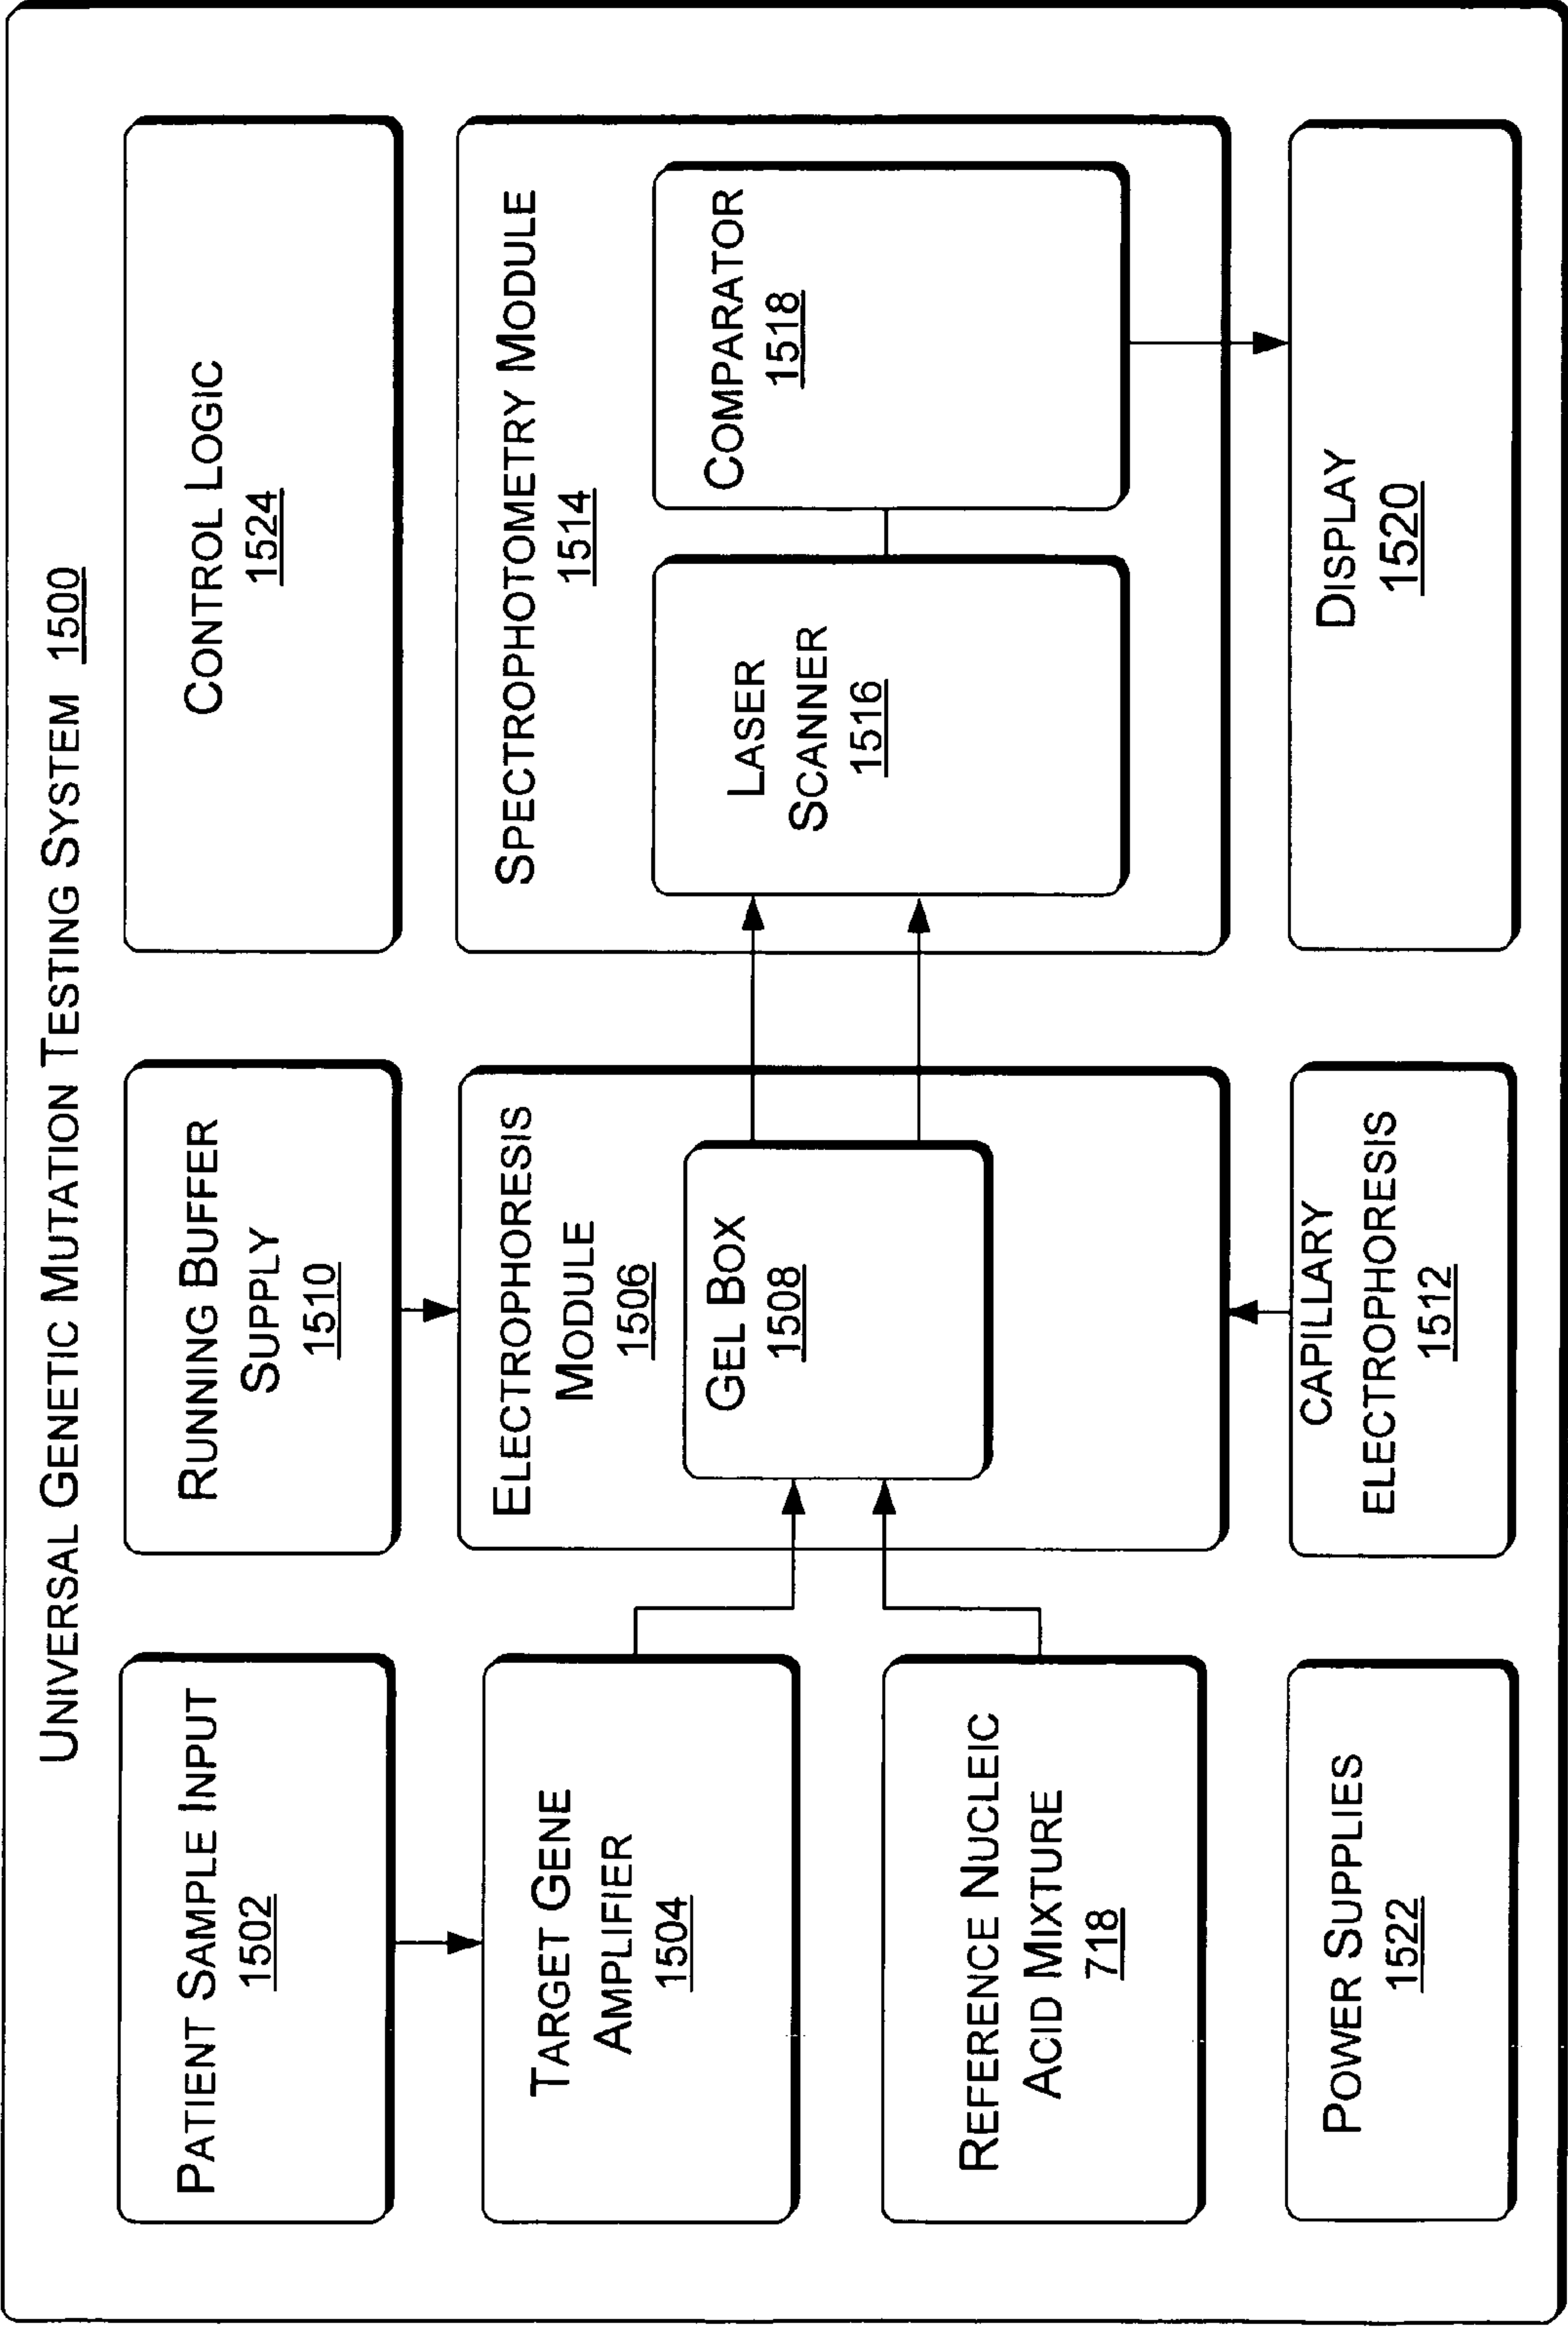 UNIVERSAL GENETIC MUTATION TESTING SYSTEM 1500
PATIENT SAMPLE INPUT
1502
TARGET GENE
AMPLIFIER
1504
REFERENCE NUCLEIC
ACID MIXTURE
718
POWER SUPPLIES
1522
RUNNING BUFFER
SUPPLY
1510
ELECTROPHORESIS
MODULE
1506
GEL BOX
1508
CAPILLARY
ELECTROPHORESIS
1512
CONTROL LOGIC
1524
SPECTROPHOTOMETRY MODULE
1514
LASER
SCANNER
1516
COMPARATOR
1518
DISPLAY
1520